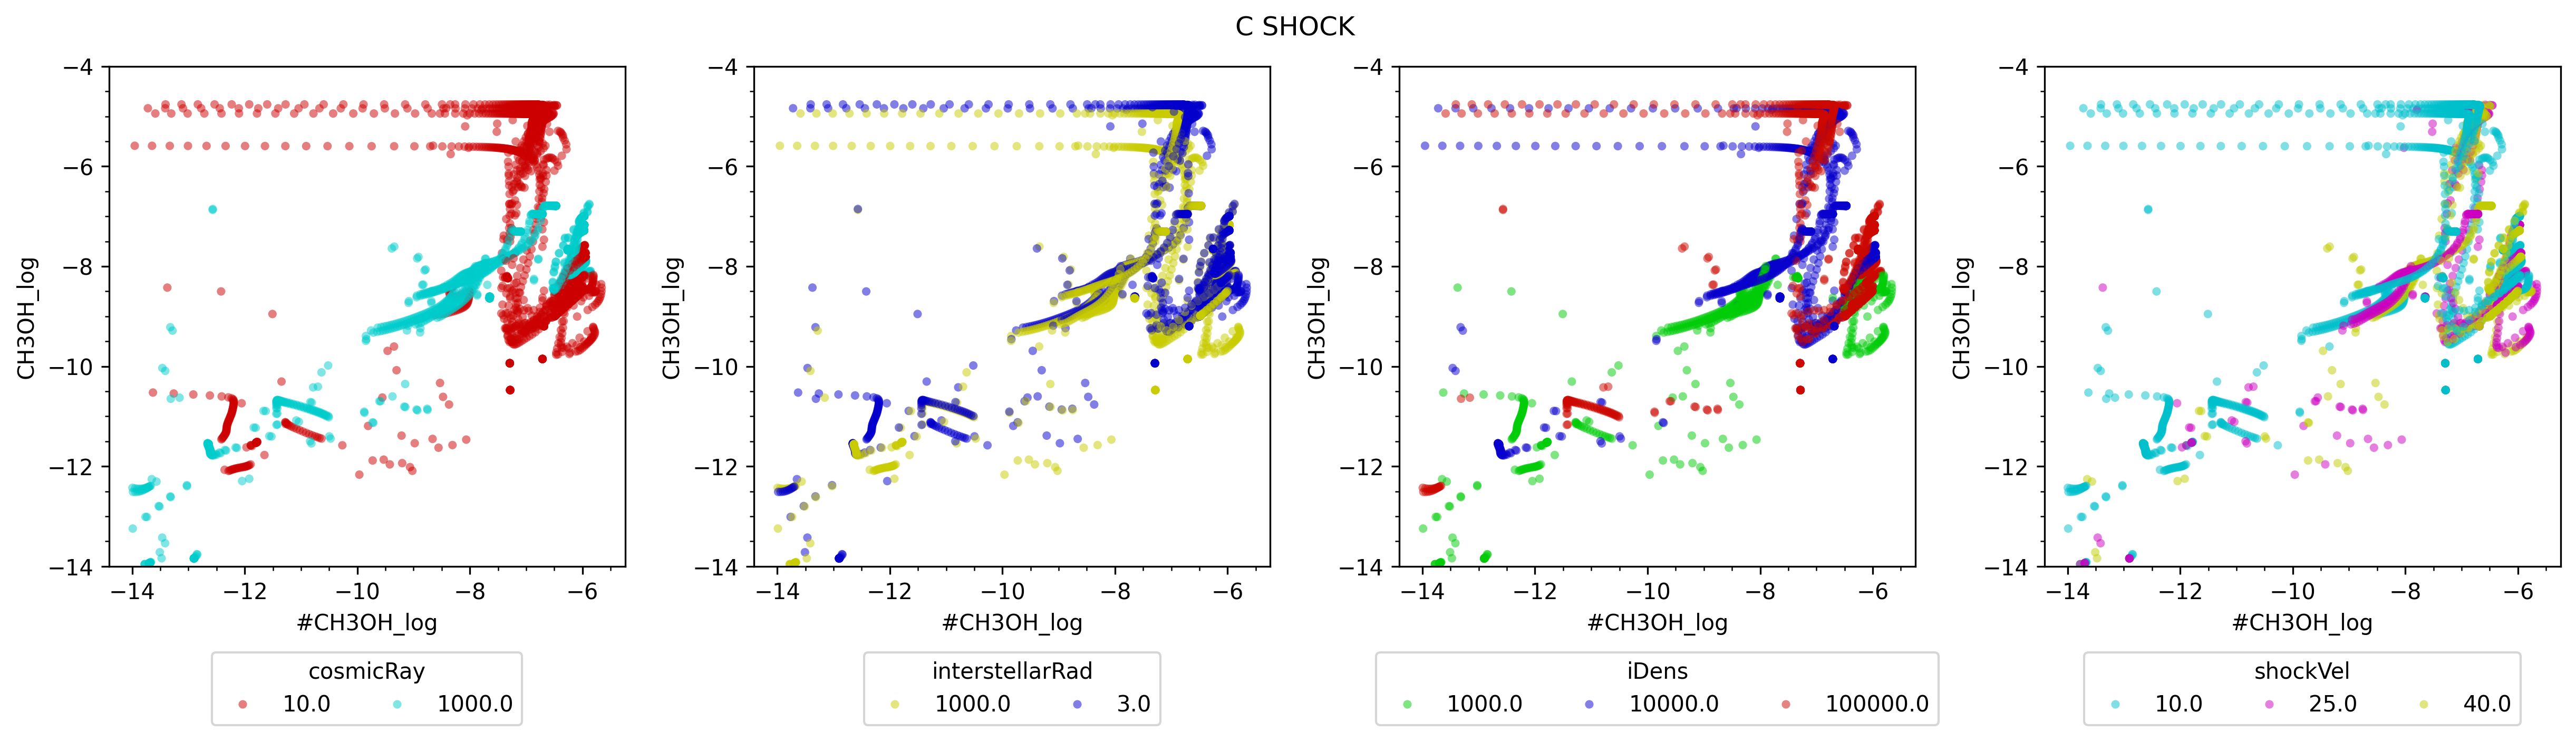 C SHOCK
−4
−6
−8
−10
−12
−14
CH3OH_log
−14 −12 −10 −8 −6
#CH3OH_log
cosmicRay
10.0 1000.0
−4
−6
−8
−10
−12
−14
CH3OH_log
−14 −12 −10 −8 −6
#CH3OH_log
interstellarRad
1000.0 3.0
−4
−6
−8
−10
−12
−14
CH3OH_log
−14 −12 −10 −8 −6
#CH3OH_log
iDens
1000.0 10000.0 100000.0
−4
−6
−8
−10
−12
−14
CH3OH_log
−14 −12 −10 −8 −6
#CH3OH_log
shockVel
10.0 25.0 40.0